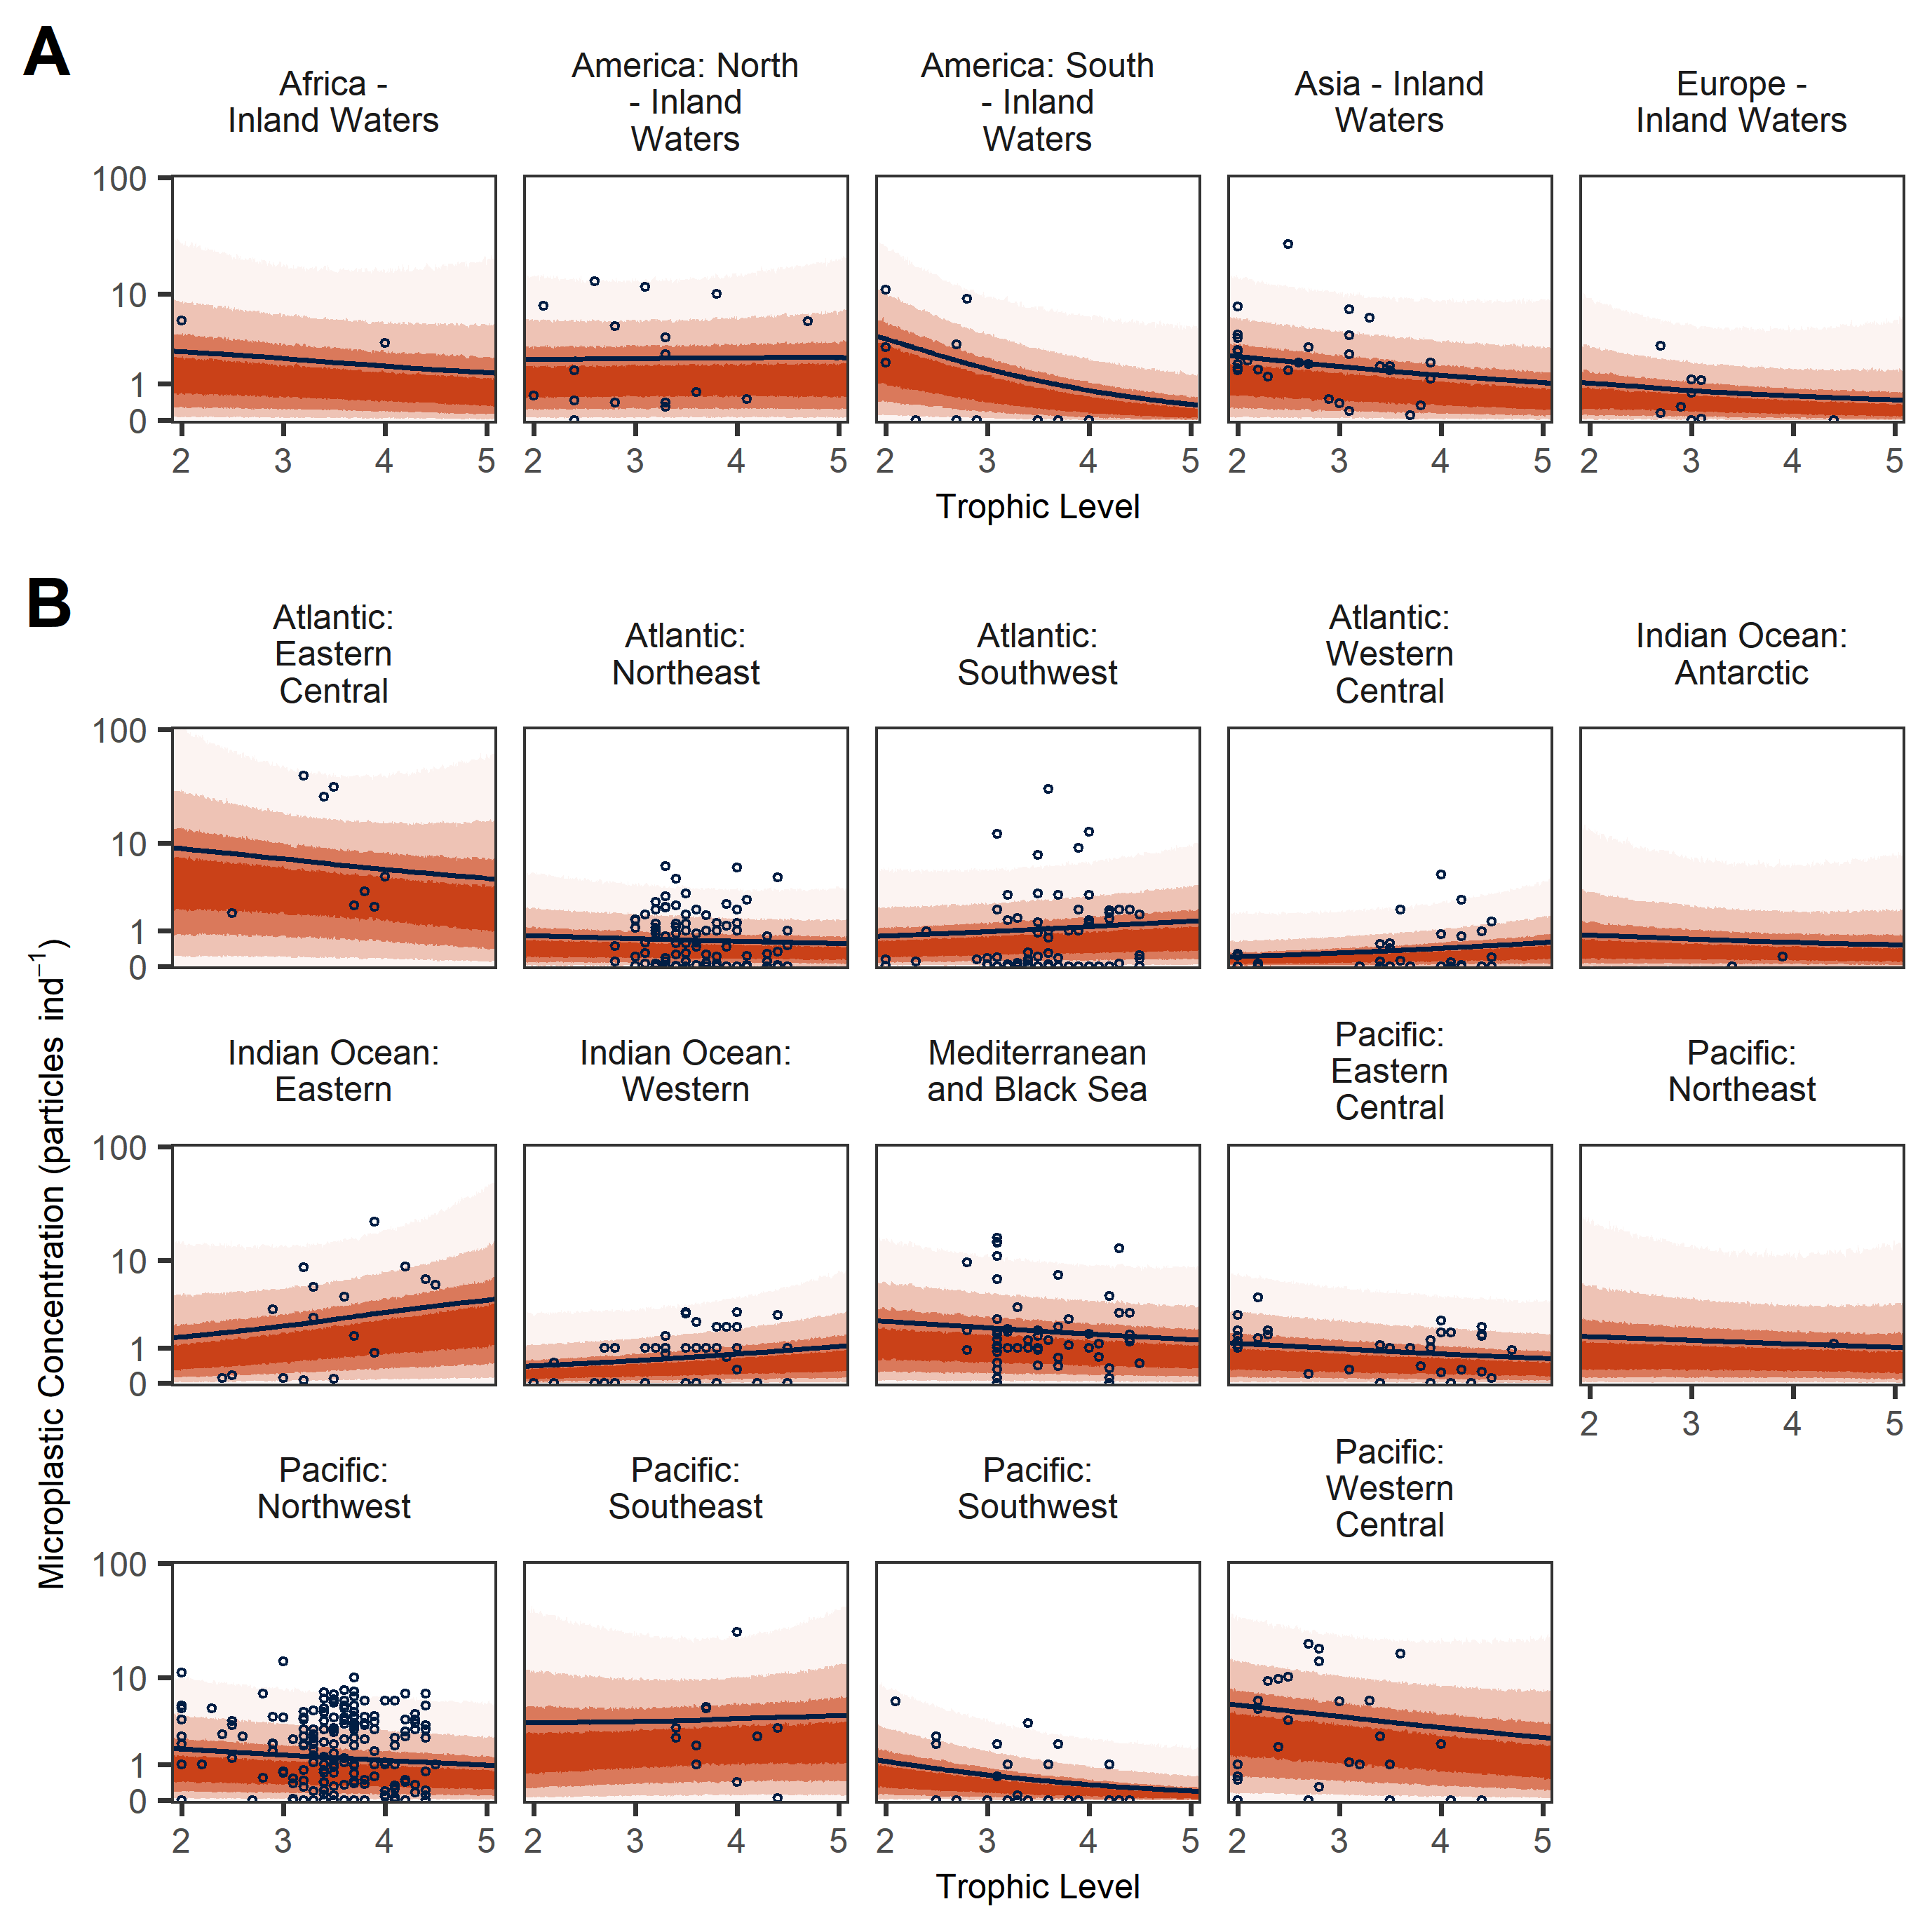 A
Africa -
Inland Waters
America: North
- Inland
Waters
America: South
- Inland
Waters
Asia - Inland
Waters
Europe -
Inland Waters
100
10
1
0
2 3 4 5
2 3 4 5
2 3 4 5
2 3 4 5
2 3 4 5
Trophic Level
B
Microplastic Concentration (particles ind⁻¹)
Atlantic:
Eastern
Central
Atlantic:
Northeast
Atlantic:
Southwest
Atlantic:
Western
Central
Indian Ocean:
Antarctic
100
10
1
0
Indian Ocean:
Eastern
Indian Ocean:
Western
Mediterranean
and Black Sea
Pacific:
Eastern
Central
Pacific:
Northeast
100
10
1
0
2 3 4 5
Pacific:
Northwest
Pacific:
Southeast
Pacific:
Southwest
Pacific:
Western
Central
100
10
1
0
2 3 4 5
2 3 4 5
2 3 4 5
2 3 4 5
Trophic Level